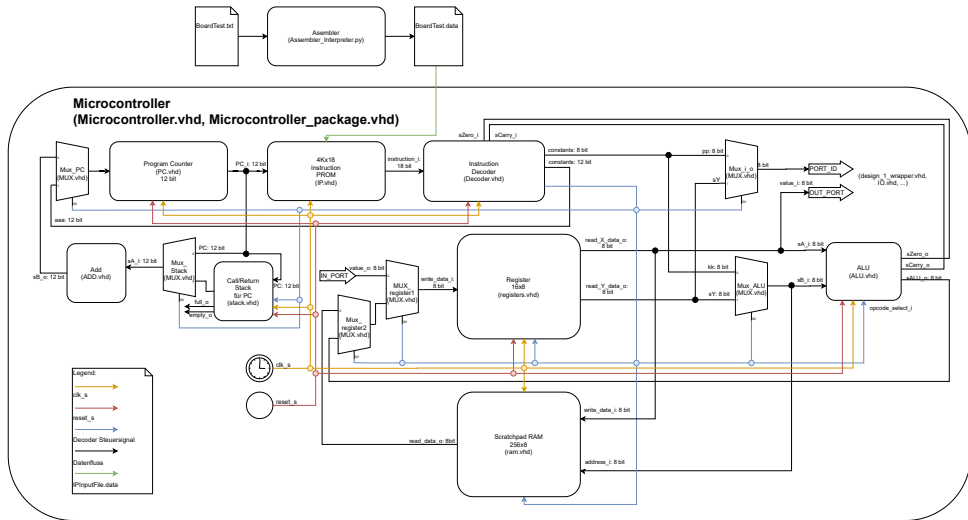 BoardTest.txt
Asembler
(Assembler_Interpreter.py)
BoardTest.data
Microcontroller
(Microcontroller.vhd, Microcontroller_package.vhd)
sZero_i
sCarry_i
Mux_PC
(MUX.vhd)
Program Counter
(PC.vhd)
12 bit
PC_i: 12 bit
4Kx18
Instruction
PROM
(IP.vhd)
instruction_i:
18 bit
Instruction
Decoder
(Decoder.vhd)
constants: 8 bit
constants: 12 bit
pp: 8 bit
sY
Mux_i_o
(MUX.vhd)
8 bit
PORT_ID
value_i: 8 bit
OUT_PORT
(design_1_wrapper.vhd,
IO.vhd, ...)
aaa: 12 bit
sB_o: 12 bit
Add
(ADD.vhd)
sA_i: 12 bit
Mux_
Stack
(MUX.vhd)
PC: 12 bit
Call/Return
Stack
für PC
(stack.vhd)
PC: 12 bit
full_o
empty_o
IN_PORT
value_o: 8 bit
MUX_
register1
(MUX.vhd)
write_data_i:
8 bit
Mux_
register2
(MUX.vhd)
Register
16x8
(registers.vhd)
read_X_data_o:
8 bit
read_Y_data_o:
8 bit
kk: 8 bit
sY: 8 bit
Mux_ALU
(MUX.vhd)
sA_i: 8 bit
sB_i: 8 bit
ALU
(ALU.vhd)
sZero_o
sCarry_o
sALU_o: 8 bit
opcode_select_i
clk_s
reset_s
Legend:
clk_s
reset_s
Decoder Steuersignal
Datenfluss
IPInputFile.data
read_data_o: 8bit
Scratchpad RAM
256x8
(ram.vhd)
write_data_i: 8 bit
address_i: 8 bit